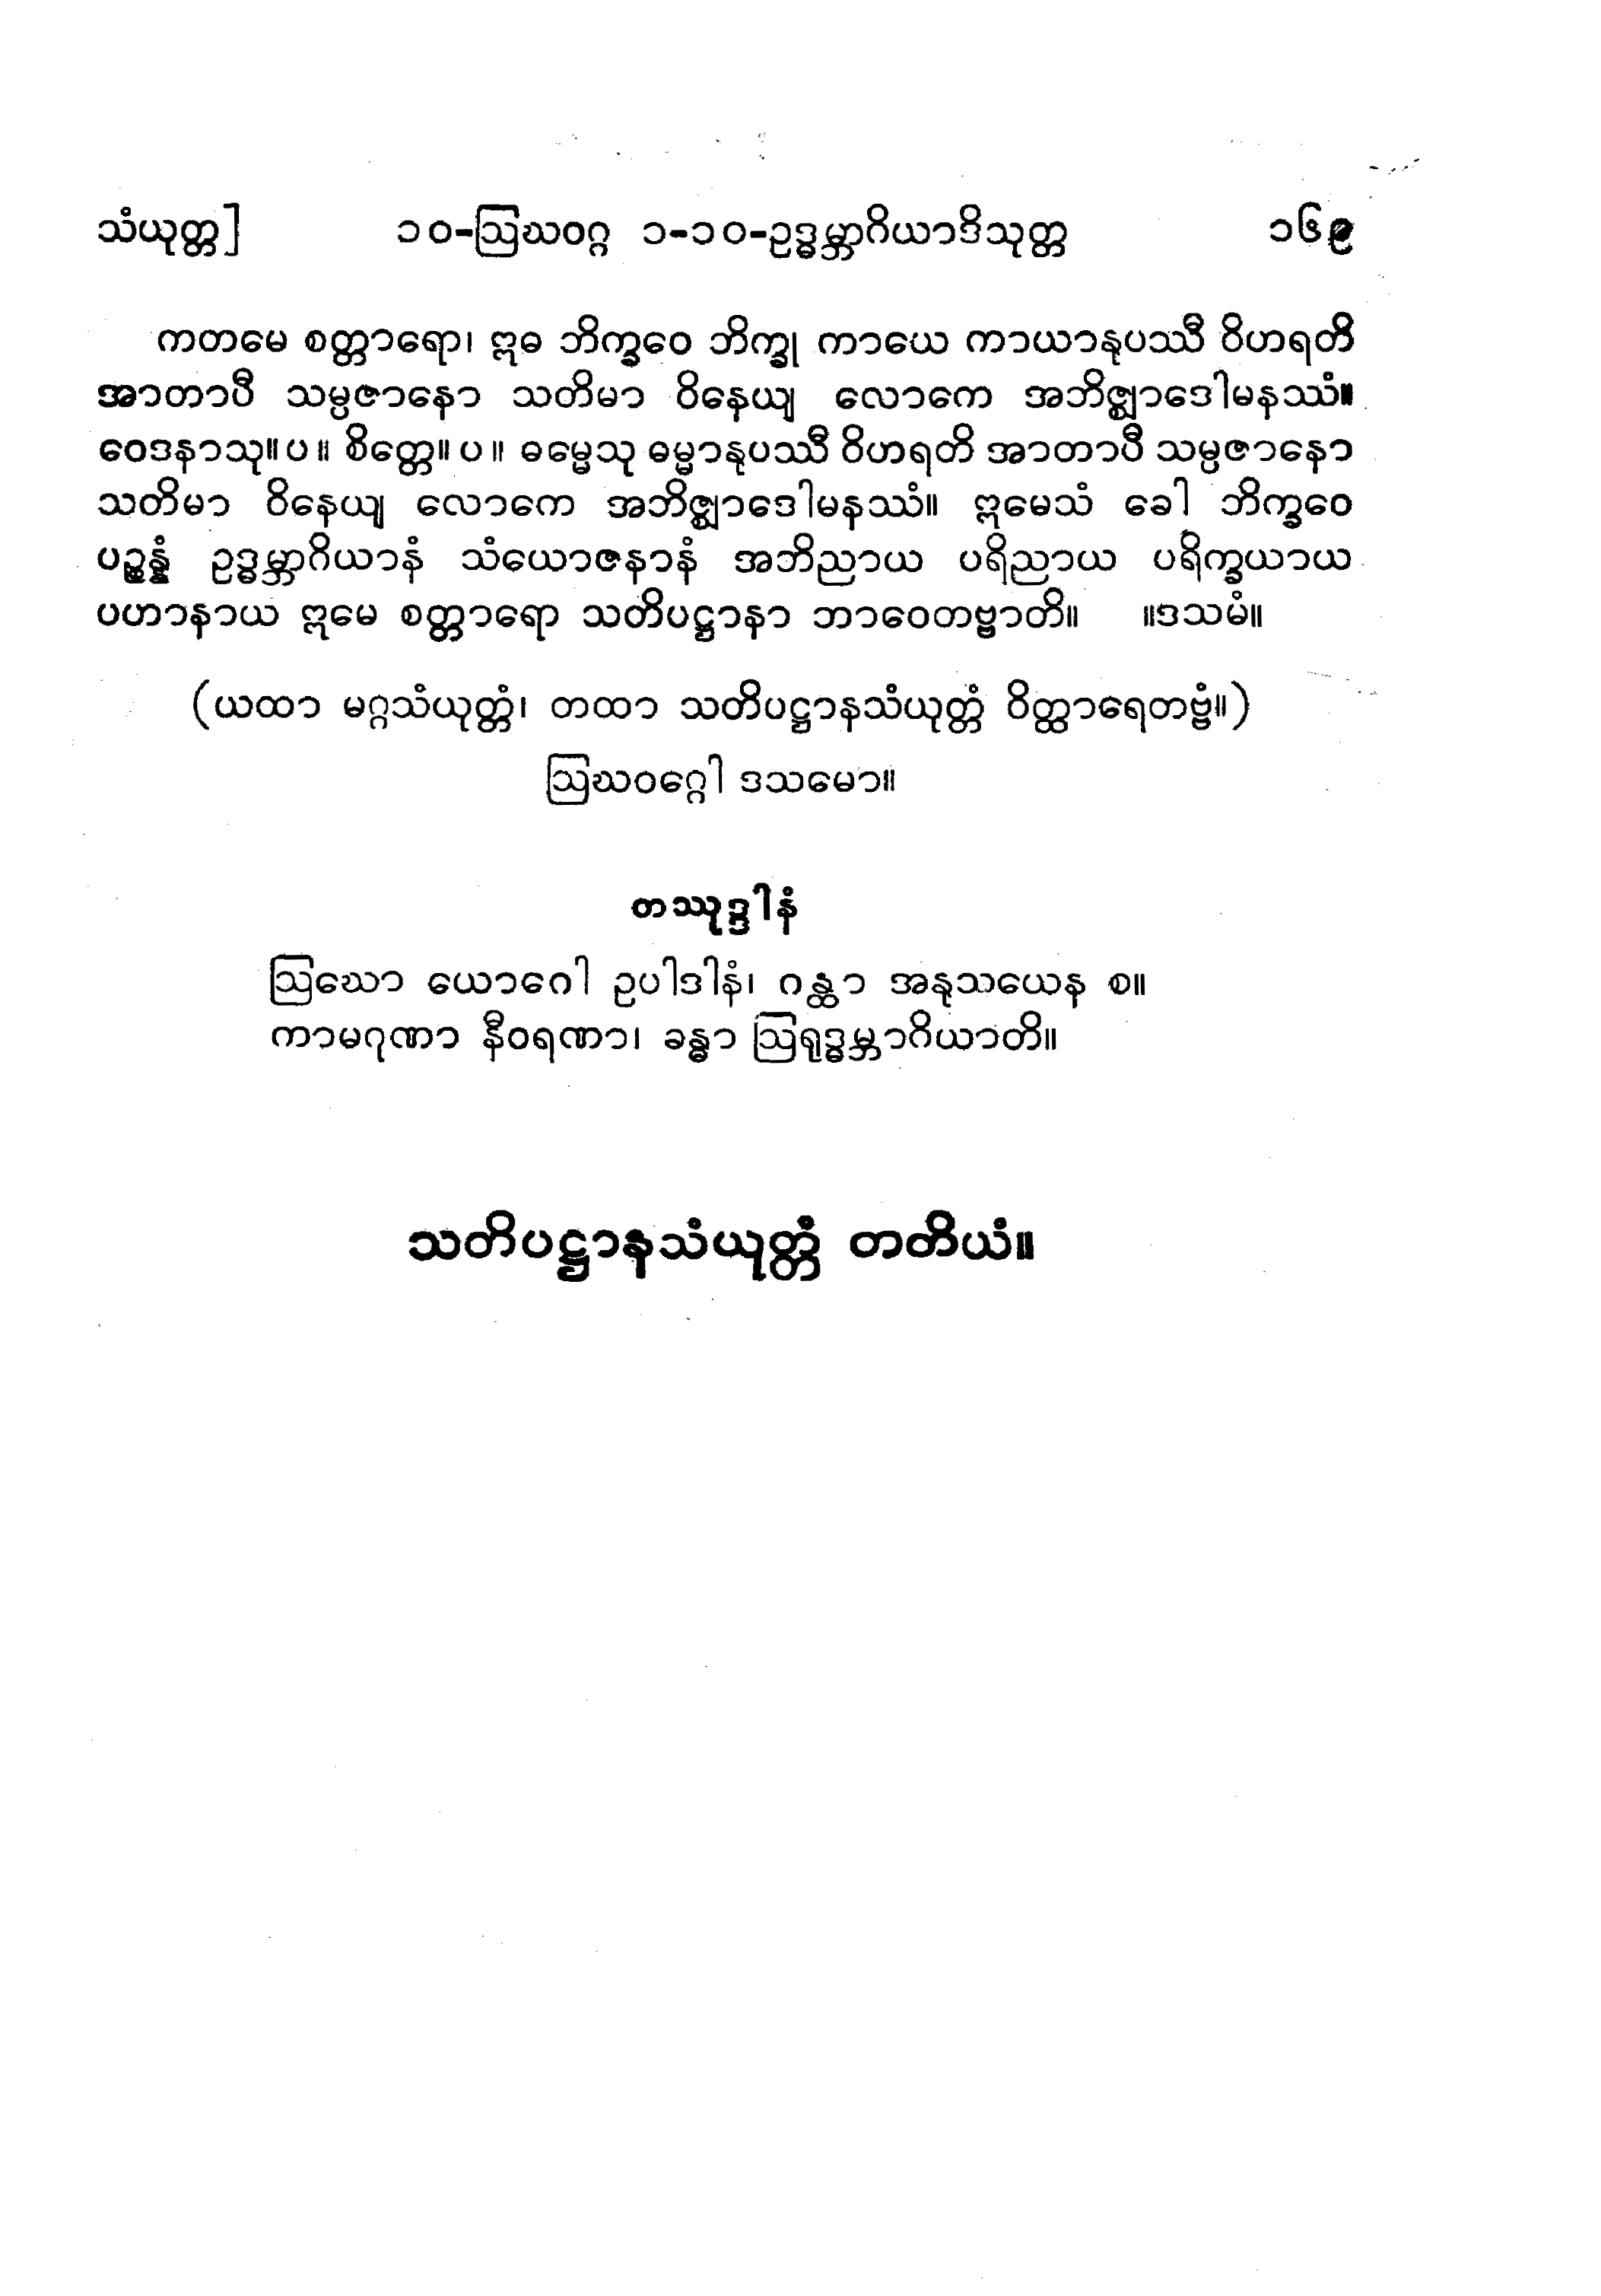 သံယုတ္တ] ၁၀-ဩဃဝဂ္ဂ ၁-၁၀-ဥဒ္ဓမ္ဘာဂိယာဒိသုတ္တ ၁၆၉
ကတမေ စတ္တာရော၊ ဣဓ ဘိက္ခဝေ ဘိက္ခု ကာယေ ကာယာနုပဿီ ဝိဟရတိ
အာတာပီ သမ္ပဇာနော သတိမာ ဝိနေယျ လောကေ အဘိဇ္ဈာဒေါမနဿံ။
ဝေဒနာသု။ပ။ စိတ္တေ။ပ။ ဓမ္မေသု ဓမ္မာနုပဿီ ဝိဟရတိ အာတာပီ သမ္ပဇာနော
သတိမာ ဝိနေယျ လောကေ အဘိဇ္ဈာဒေါမနဿံ။ ဣမေသံ ခေါ ဘိက္ခဝေ
ပဉ္စန္နံ ဥဒ္ဓမ္ဘာဂိယာနံ သံယောဇနာနံ အဘိညာယ ပရိညာယ ပရိက္ခယာယ
ပဟာနာယ ဣမေ စတ္တာရော သတိပဋ္ဌာနာ ဘာဝေတဗ္ဗာတိ။ ။ဒသမံ။
(ယထာ မဂ္ဂသံယုတ္တံ၊ တထာ သတိပဋ္ဌာနသံယုတ္တံ ဝိတ္ထာရေတဗ္ဗံ။)
ဩဃဝဂ္ဂေါ ဒသမော။
တဿုဒ္ဒါနံ
ဩဃော ယောဂေါ ဥပါဒါနံ၊ ဂန္ထာ အနုသယေန စ။
ကာမဂုဏာ နီဝရဏာ၊ ခန္ဓာ ဩရုဒ္ဓမ္ဘာဂိယာတိ။
သတိပဋ္ဌာနသံယုတ္တံ တတိယံ။